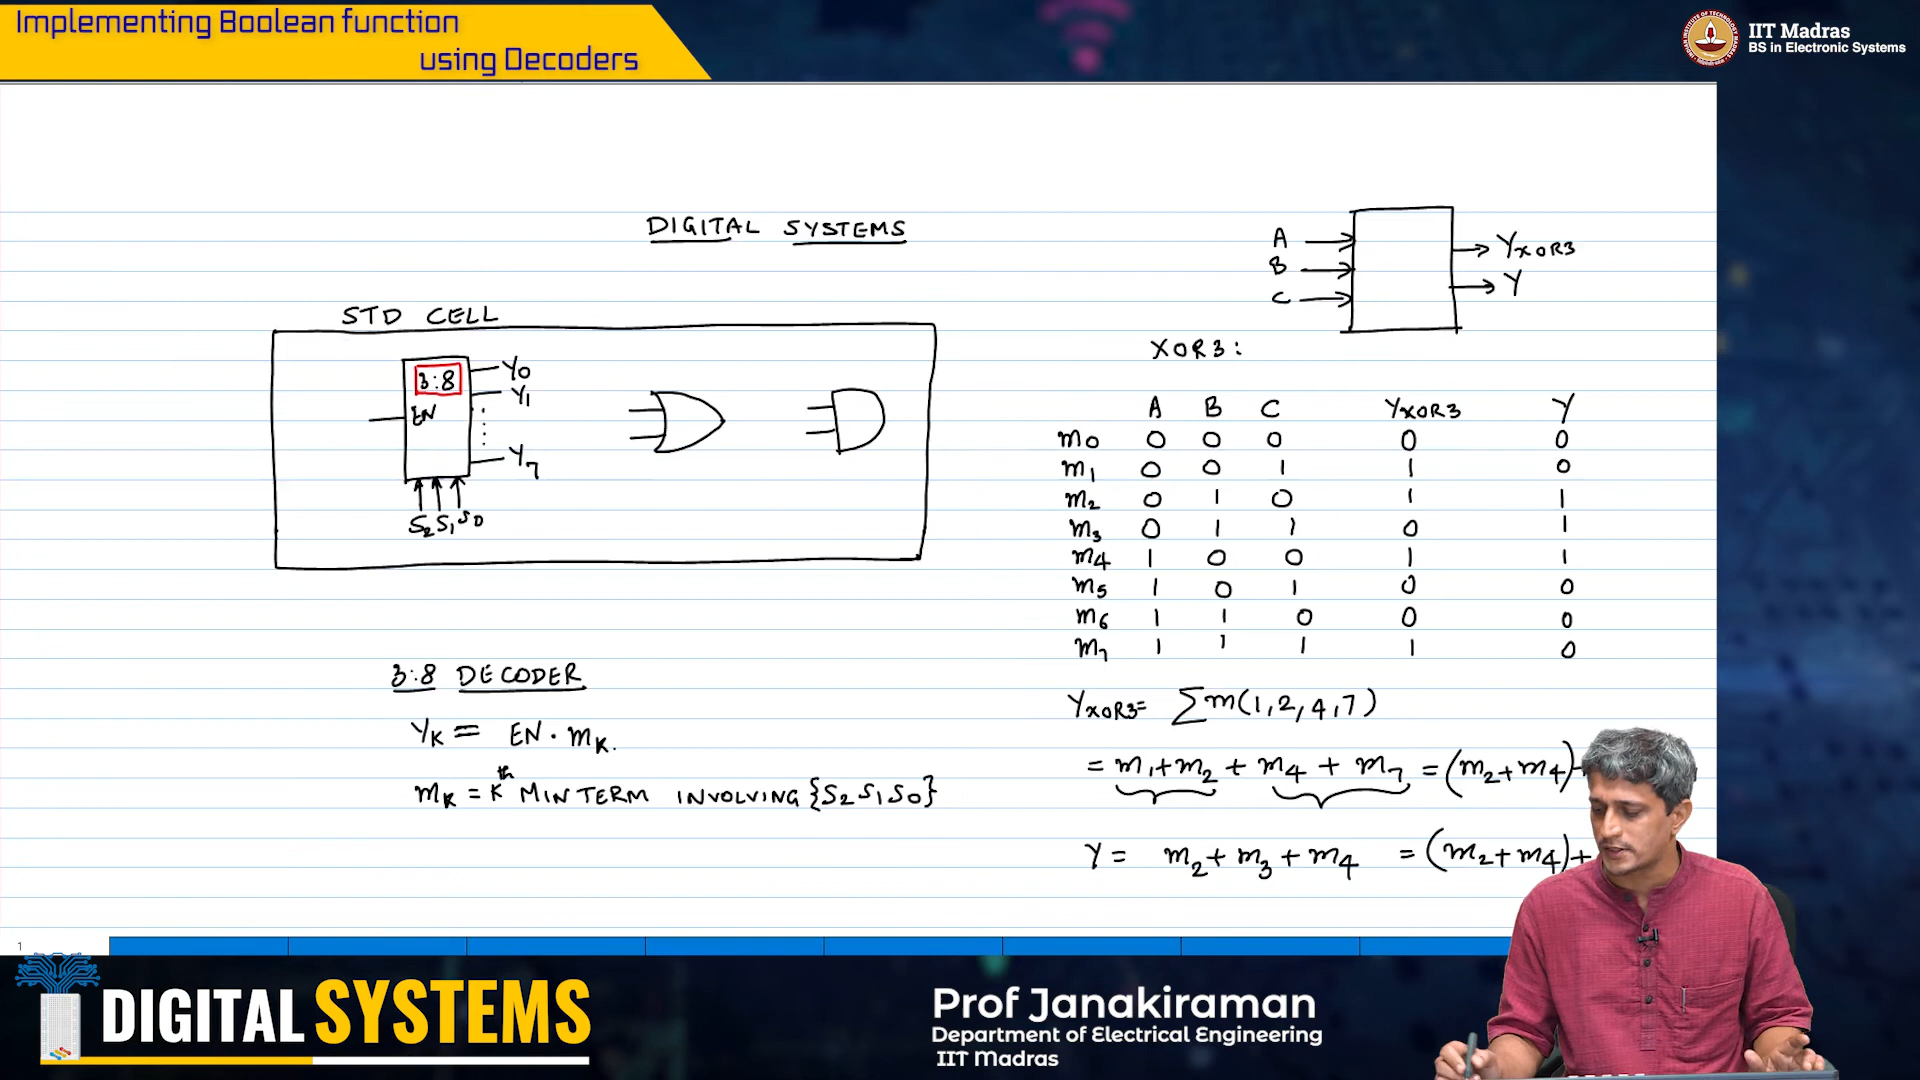 Implementing Boolean function
using Decoders
IIT Madras
BS in Electronic Systems
DIGITAL SYSTEMS
STD CELL
3:8
EN
Y0
Y1
Y7
S2 S1 S0
3:8 DECODER
YK = EN · mK.
mK = Kth MINTERM INVOLVING {S2 S1 S0}
A
B
C
YXOR3
Y
XOR3:
A B C YXOR3 Y
m0 0 0 0 0 0
m1 0 0 1 1 0
m2 0 1 0 1 1
m3 0 1 1 0 1
m4 1 0 0 1 1
m5 1 0 1 0 0
m6 1 1 0 0 0
m7 1 1 1 1 0
YXOR3= ∑m(1,2,4,7)
= m1+m2 + m4 + m7 = (m2+m4)
Y = m2+m3+m4 = (m2+m4)+
1
DIGITAL SYSTEMS
Prof Janakiraman
Department of Electrical Engineering
IIT Madras